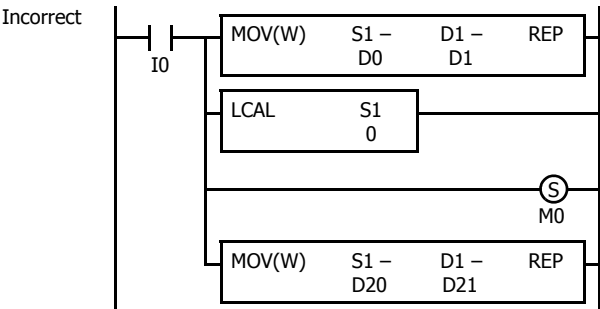 Incorrect
I0
MOV(W) S1 – D1 – REP
D0 D1
LCAL S1
0
S
M0
MOV(W) S1 – D1 – REP
D20 D21